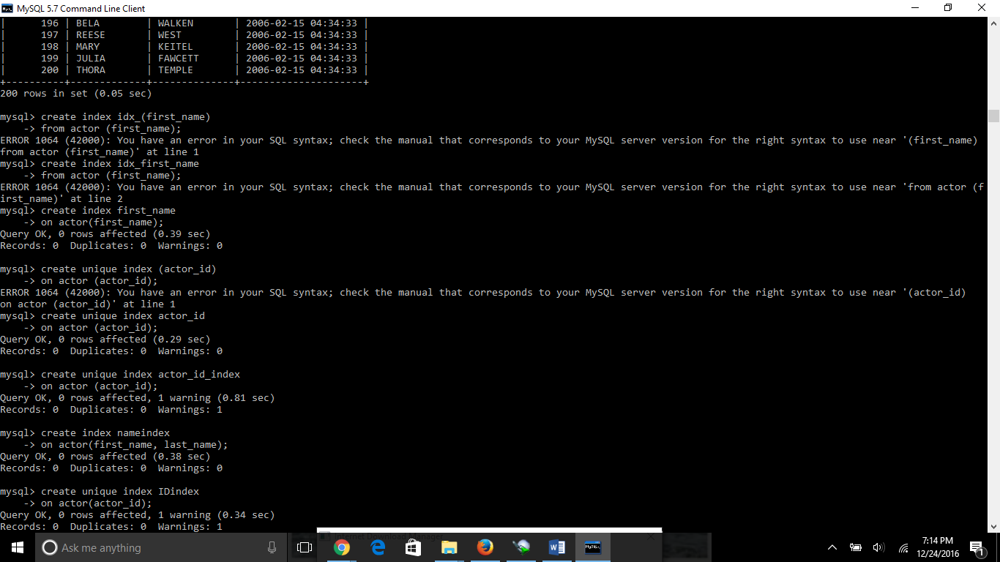 MySQL 5.7 Command Line Client
|      196 | BELA        | WALKEN       | 2006-02-15 04:34:33 |
|      197 | REESE       | WEST         | 2006-02-15 04:34:33 |
|      198 | MARY        | KEITEL       | 2006-02-15 04:34:33 |
|      199 | JULIA       | FAWCETT      | 2006-02-15 04:34:33 |
|      200 | THORA       | TEMPLE       | 2006-02-15 04:34:33 |
+----------+-------------+--------------+---------------------+
200 rows in set (0.05 sec)
mysql> create index idx_(first_name)
    -> from actor (first_name);
ERROR 1064 (42000): You have an error in your SQL syntax; check the manual that corresponds to your MySQL server version for the right syntax to use near '(first_name)
from actor (first_name)' at line 1
mysql> create index idx_first_name
    -> from actor (first_name);
ERROR 1064 (42000): You have an error in your SQL syntax; check the manual that corresponds to your MySQL server version for the right syntax to use near 'from actor (f
irst_name)' at line 2
mysql> create index first_name
    -> on actor(first_name);
Query OK, 0 rows affected (0.39 sec)
Records: 0  Duplicates: 0  Warnings: 0
mysql> create unique index (actor_id)
    -> on actor (actor_id);
ERROR 1064 (42000): You have an error in your SQL syntax; check the manual that corresponds to your MySQL server version for the right syntax to use near '(actor_id)
on actor (actor_id)' at line 1
mysql> create unique index actor_id
    -> on actor (actor_id);
Query OK, 0 rows affected (0.29 sec)
Records: 0  Duplicates: 0  Warnings: 0
mysql> create unique index actor_id_index
    -> on actor (actor_id);
Query OK, 0 rows affected, 1 warning (0.81 sec)
Records: 0  Duplicates: 0  Warnings: 1
mysql> create index nameindex
    -> on actor(first_name, last_name);
Query OK, 0 rows affected (0.38 sec)
Records: 0  Duplicates: 0  Warnings: 0
mysql> create unique index IDindex
    -> on actor(actor_id);
Query OK, 0 rows affected, 1 warning (0.34 sec)
Records: 0  Duplicates: 0  Warnings: 1
Internet Download Manager
Ask me anything
7:14 PM
12/24/2016
1